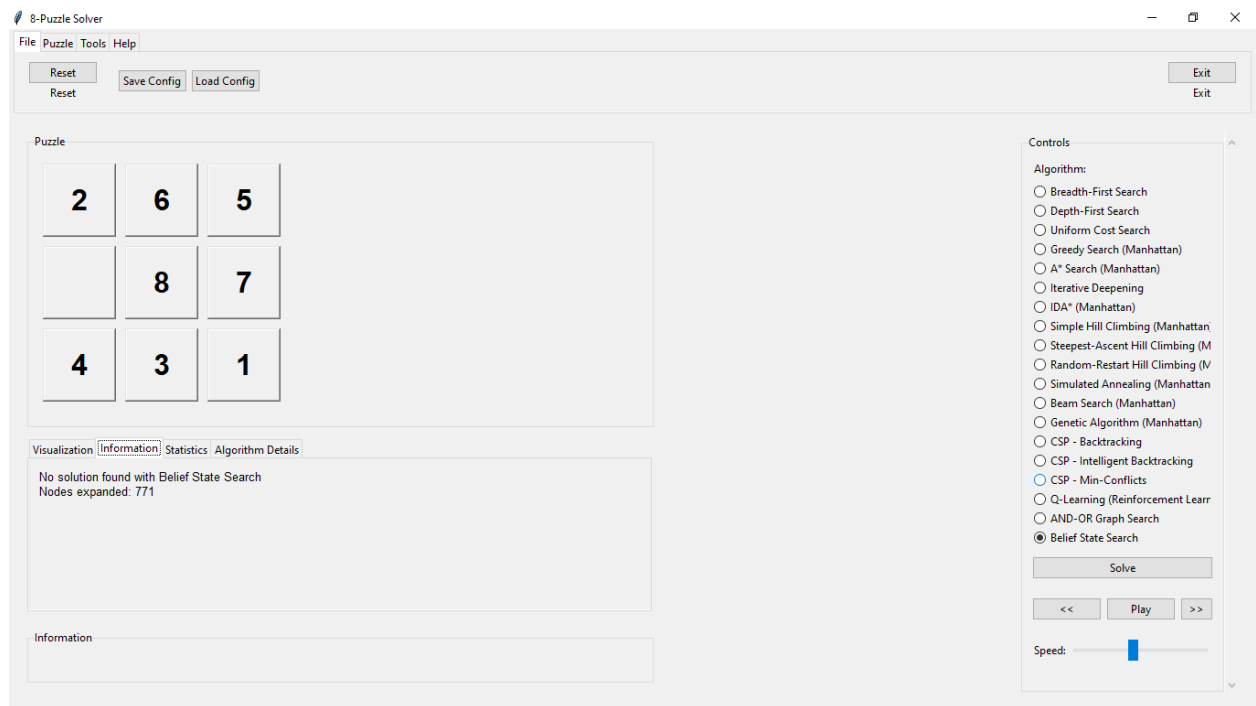 8-Puzzle Solver
File Puzzle Tools Help
Reset Save Config Load Config Exit
Reset Exit
Puzzle
2 6 5
8 7
4 3 1
Visualization Information Statistics Algorithm Details
No solution found with Belief State Search
Nodes expanded: 771
Information
Controls
Algorithm:
Breadth-First Search
Depth-First Search
Uniform Cost Search
Greedy Search (Manhattan)
A* Search (Manhattan)
Iterative Deepening
IDA* (Manhattan)
Simple Hill Climbing (Manhattan
Steepest-Ascent Hill Climbing (M
Random-Restart Hill Climbing (M
Simulated Annealing (Manhattan
Beam Search (Manhattan)
Genetic Algorithm (Manhattan)
CSP - Backtracking
CSP - Intelligent Backtracking
CSP - Min-Conflicts
Q-Learning (Reinforcement Lear
AND-OR Graph Search
Belief State Search
Solve
<< Play >>
Speed: